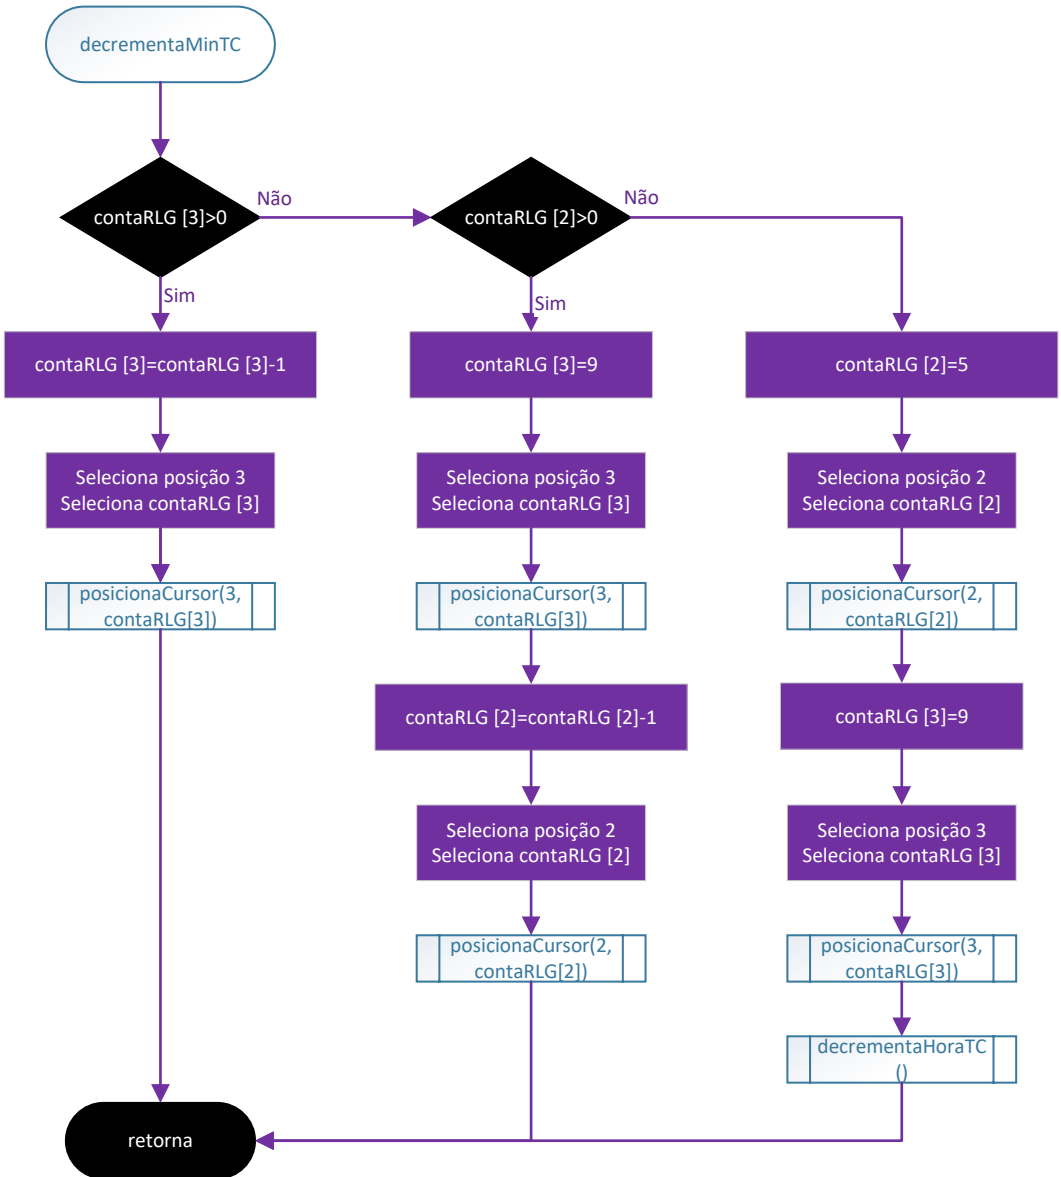 decrementaMinTC
contaRLG [3]>0
Não
contaRLG [2]>0
Não
Sim
Sim
contaRLG [3]=contaRLG [3]-1
contaRLG [3]=9
contaRLG [2]=5
Seleciona posição 3
Seleciona contaRLG [3]
Seleciona posição 3
Seleciona contaRLG [3]
Seleciona posição 2
Seleciona contaRLG [2]
posicionaCursor(3,
contaRLG[3])
posicionaCursor(3,
contaRLG[3])
posicionaCursor(2,
contaRLG[2])
contaRLG [2]=contaRLG [2]-1
contaRLG [3]=9
Seleciona posição 2
Seleciona contaRLG [2]
Seleciona posição 3
Seleciona contaRLG [3]
posicionaCursor(2,
contaRLG[2])
posicionaCursor(3,
contaRLG[3])
decrementaHoraTC
()
retorna